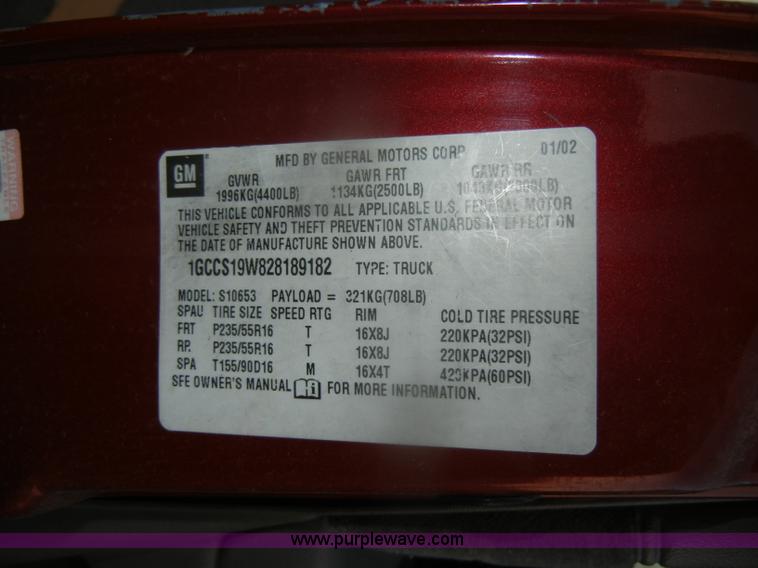 GM
MFD BY GENERAL MOTORS CORP 01/02
GVWR GAWR FRT GAWR RR
1996KG(4400LB) 1134KG(2500LB)
THIS VEHICLE CONFORMS TO ALL APPLICABLE U.S. FEDERAL MOTOR
VEHICLE SAFETY AND THEFT PREVENTION STANDARDS IN EFFECT ON
THE DATE OF MANUFACTURE SHOWN ABOVE.
1GCCS19W828189182 TYPE: TRUCK
MODEL: S10653 PAYLOAD = 321KG(708LB)
SPAU TIRE SIZE SPEED RTG RIM COLD TIRE PRESSURE
FRT P235/55R16 T 16X8J 220KPA(32PSI)
RR P235/55R16 T 16X8J 220KPA(32PSI)
SPA T155/90D16 M 16X4T 420KPA(60PSI)
SEE OWNER'S MANUAL FOR MORE INFORMATION.
www.purplewave.com